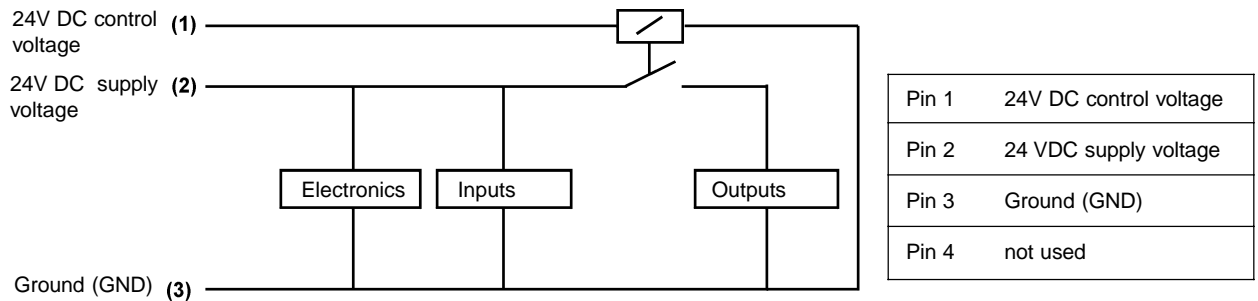 24V DC control (1)
voltage
24V DC supply (2)
voltage
Electronics Inputs Outputs
Ground (GND) (3)
Pin 1 24V DC control voltage
Pin 2 24 VDC supply voltage
Pin 3 Ground (GND)
Pin 4 not used